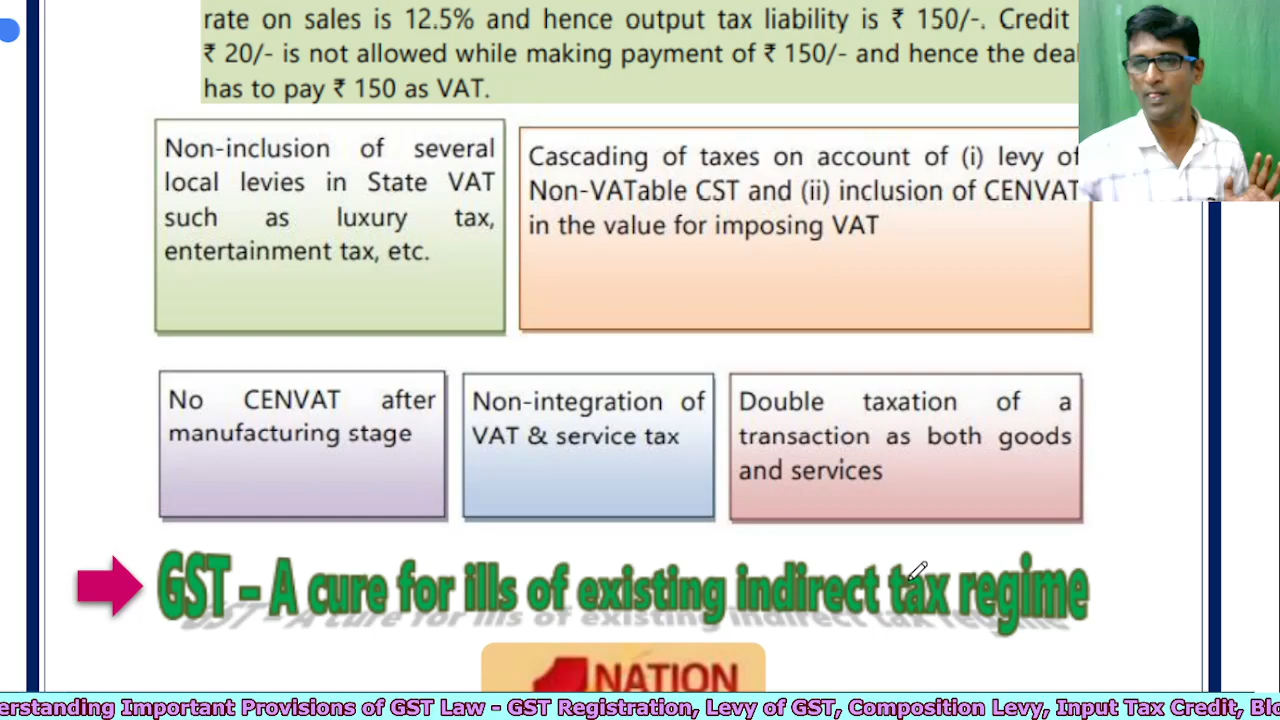 rate on sales is 12.5% and hence output tax liability is ₹ 150/-. Credit
₹ 20/- is not allowed while making payment of ₹ 150/- and hence the
has to pay ₹ 150 as VAT.
Non-inclusion of several
local levies in State VAT
such as luxury tax,
entertainment tax, etc.
Cascading of taxes on account of (i) levy of
Non-VATable CST and (ii) inclusion of CENVAT
in the value for imposing VAT
No CENVAT after
manufacturing stage
Non-integration of
VAT & service tax
Double taxation of a
transaction as both goods
and services
GST – A cure for ills of existing indirect tax regime
1 NATION
Important Provisions of GST Law - GST Registration, Levy of GST, Composition Levy, Input Tax Credit,